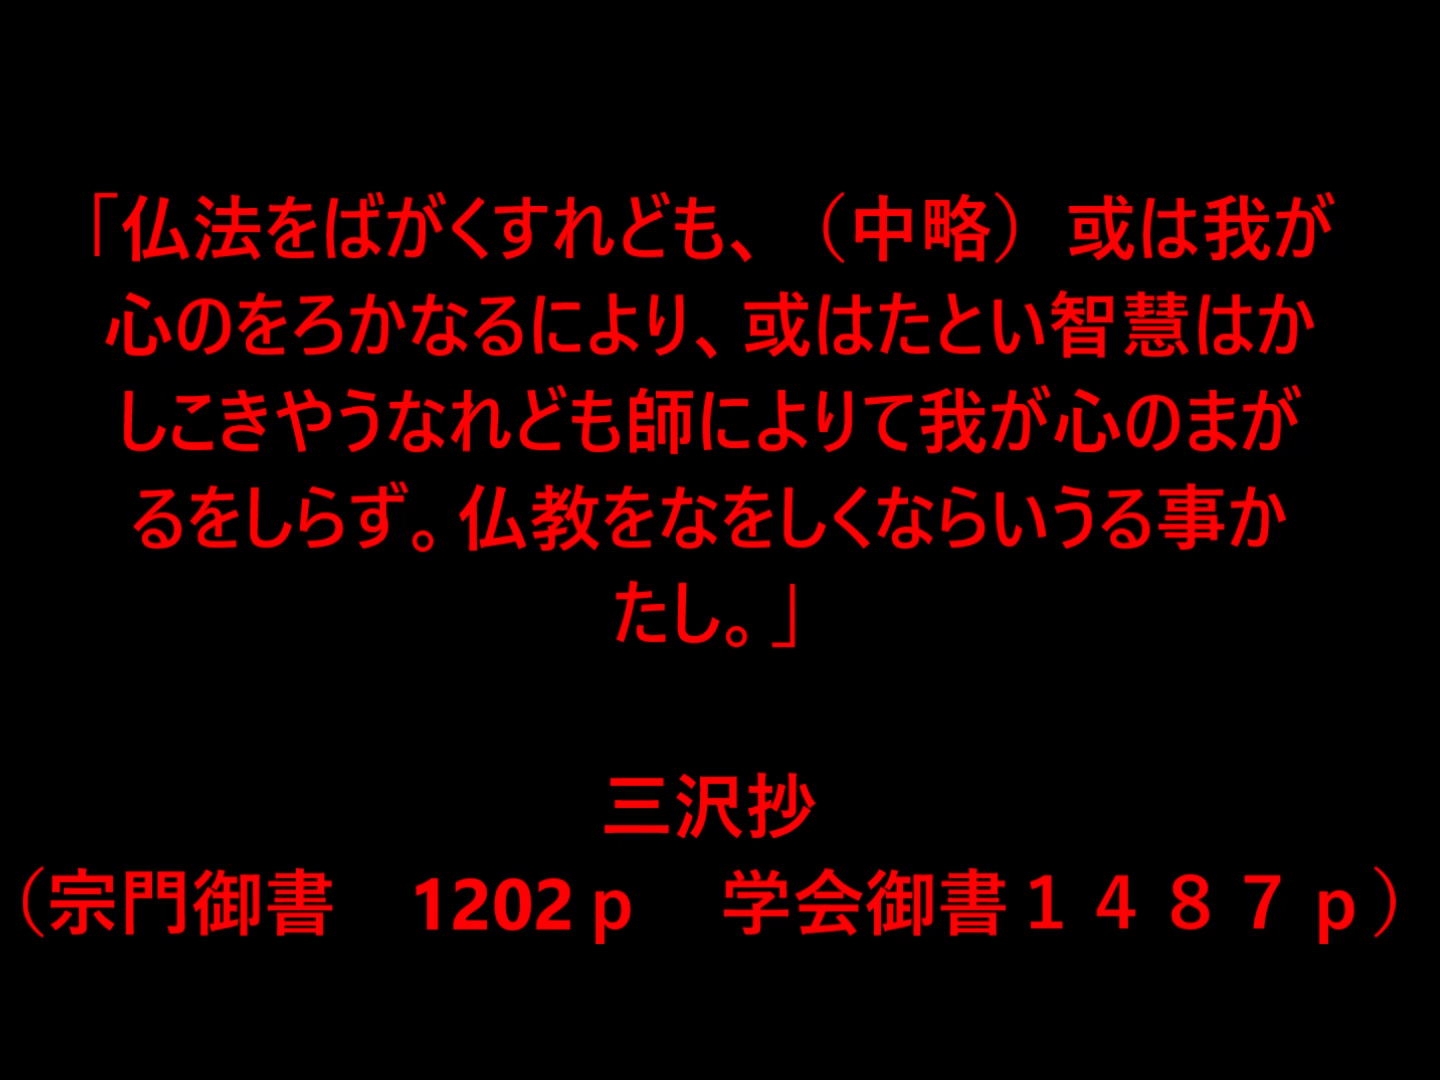 「仏法をばがくすれども、（中略） 或は我が
心のをろかなるにより、或はたとい智慧はか
しこきやうなれども師によりて我が心のまが
るをしらず。仏教をなをしくならいうる事か
たし。」
三沢抄
（宗門御書　1202ｐ　学会御書１４８７ｐ）